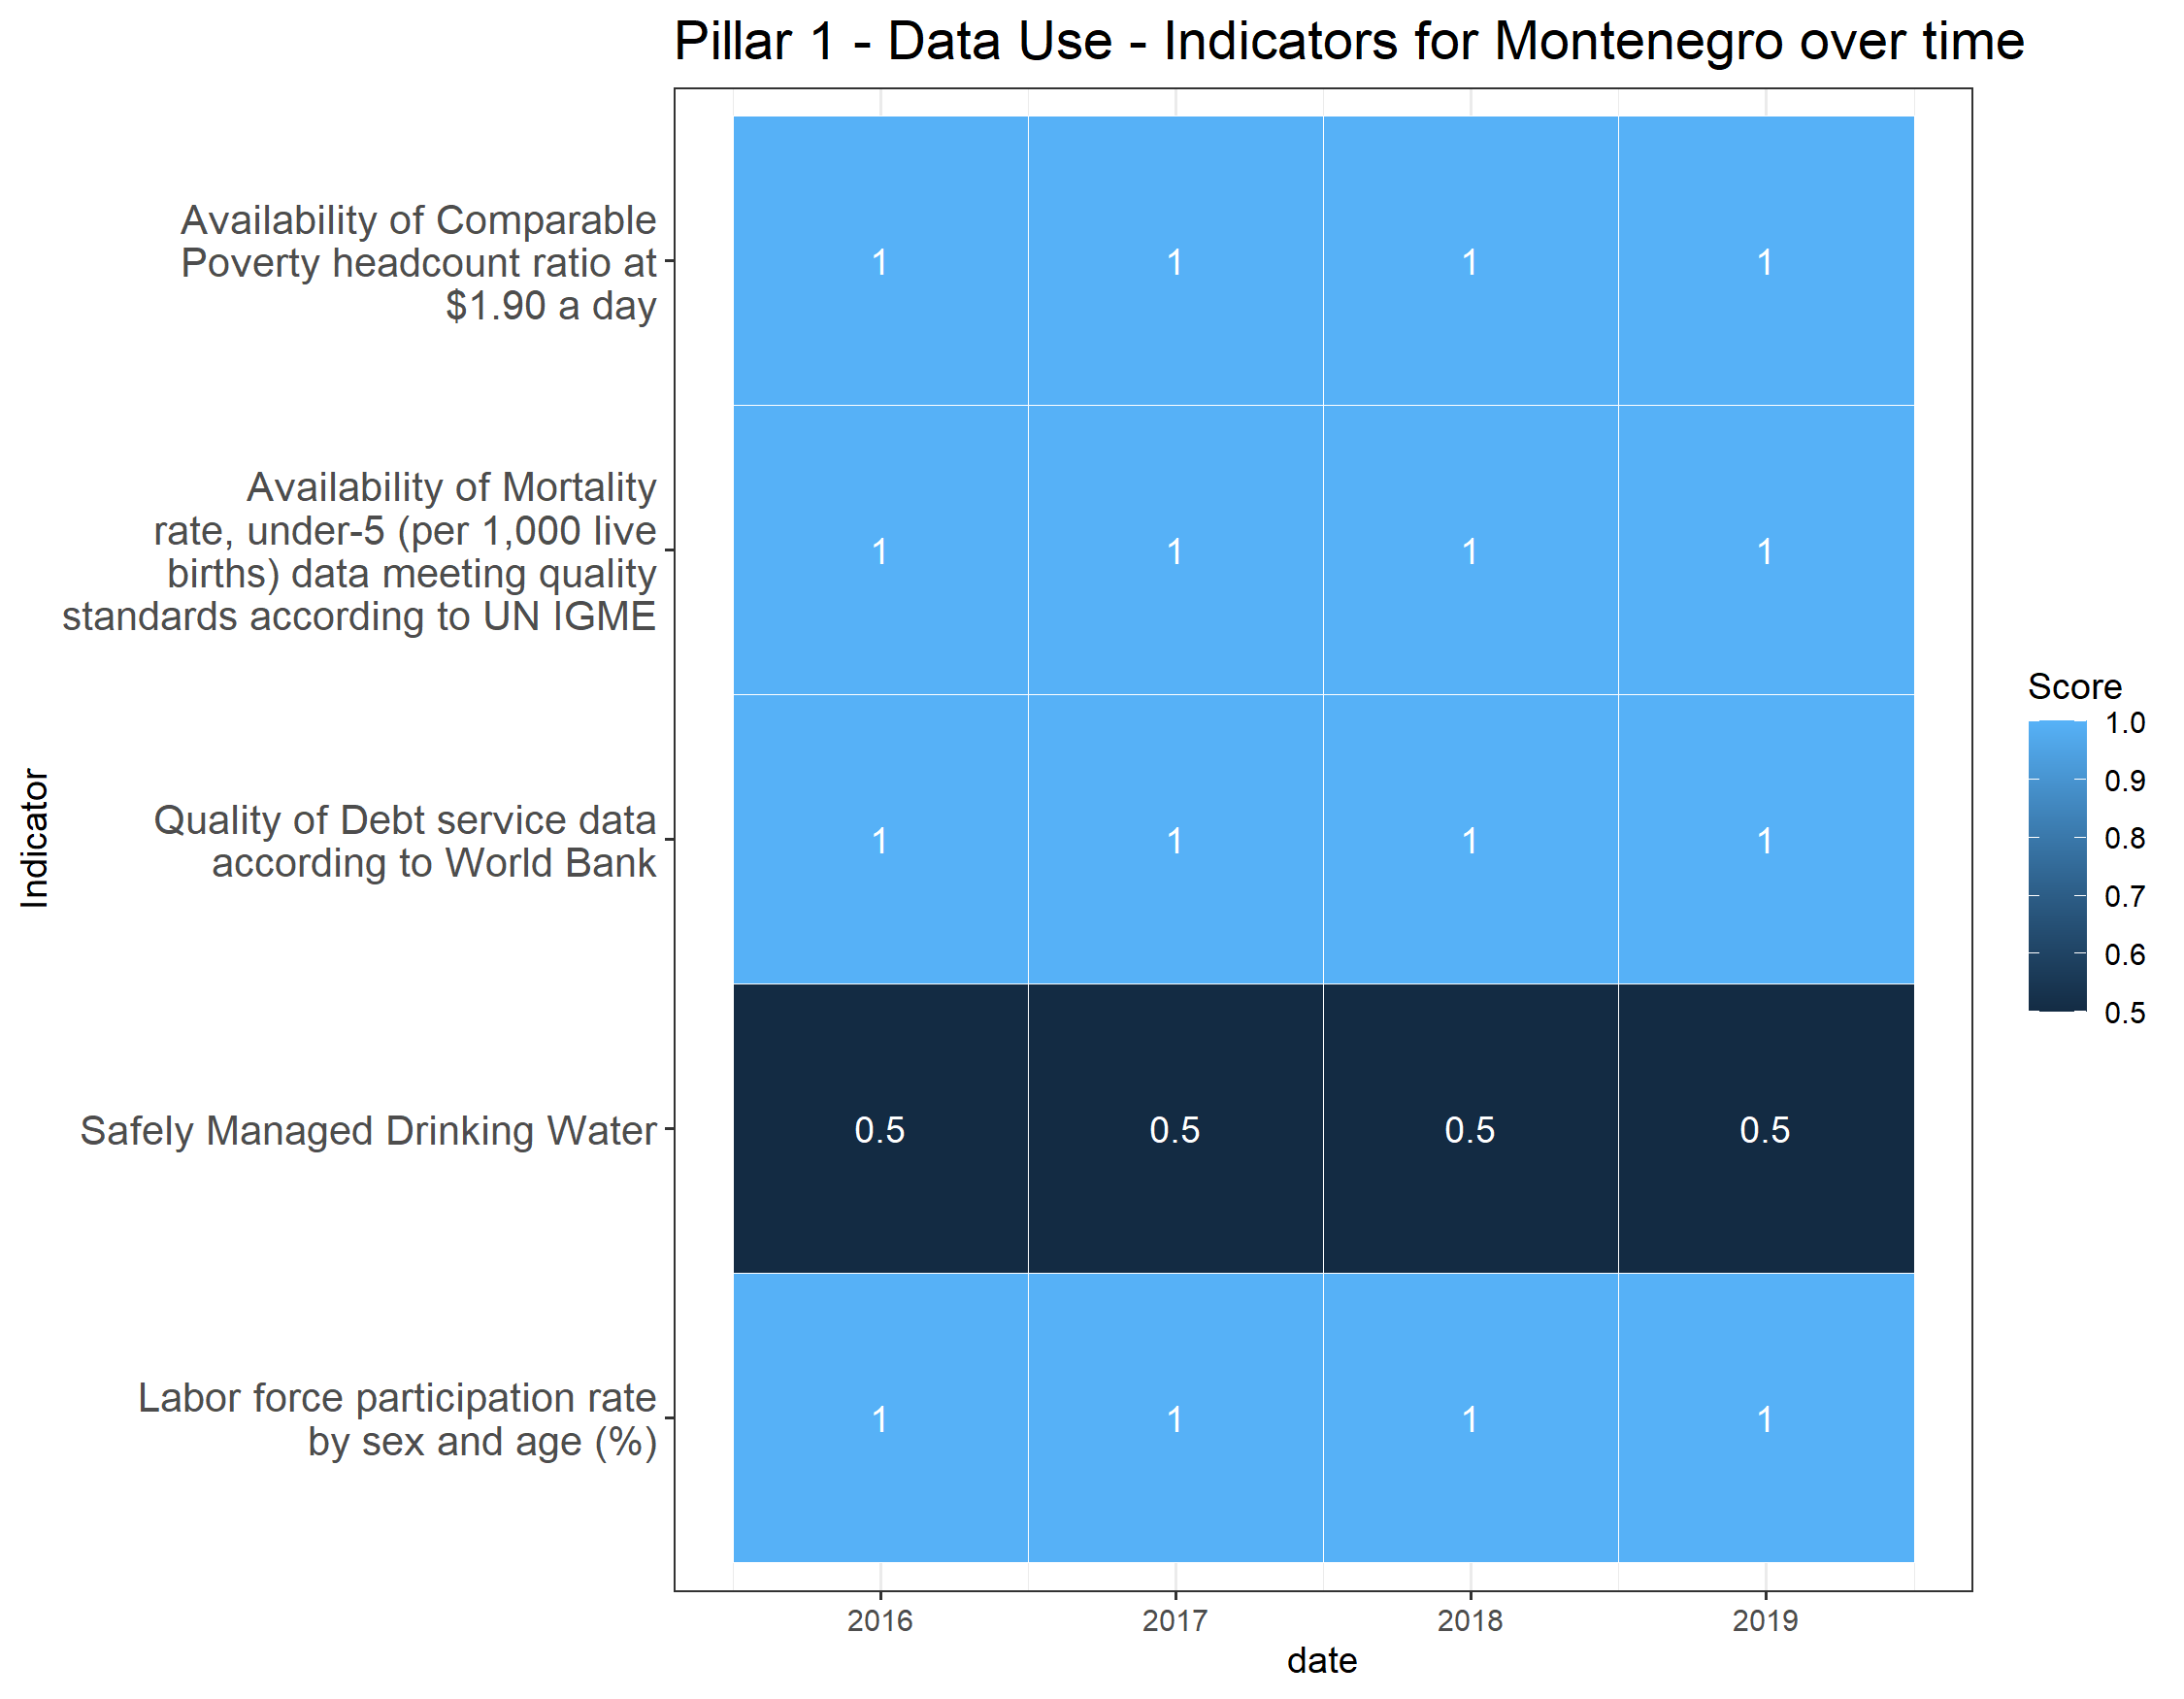 Pillar 1 - Data Use - Indicators for Montenegro over time
Indicator
Availability of Comparable
Poverty headcount ratio at
$1.90 a day
1 1 1 1
Availability of Mortality
rate, under-5 (per 1,000 live
births) data meeting quality
standards according to UN IGME
1 1 1 1
Quality of Debt service data
according to World Bank
1 1 1 1
Safely Managed Drinking Water
0.5 0.5 0.5 0.5
Labor force participation rate
by sex and age (%)
1 1 1 1
2016 2017 2018 2019
date
Score
1.0
0.9
0.8
0.7
0.6
0.5